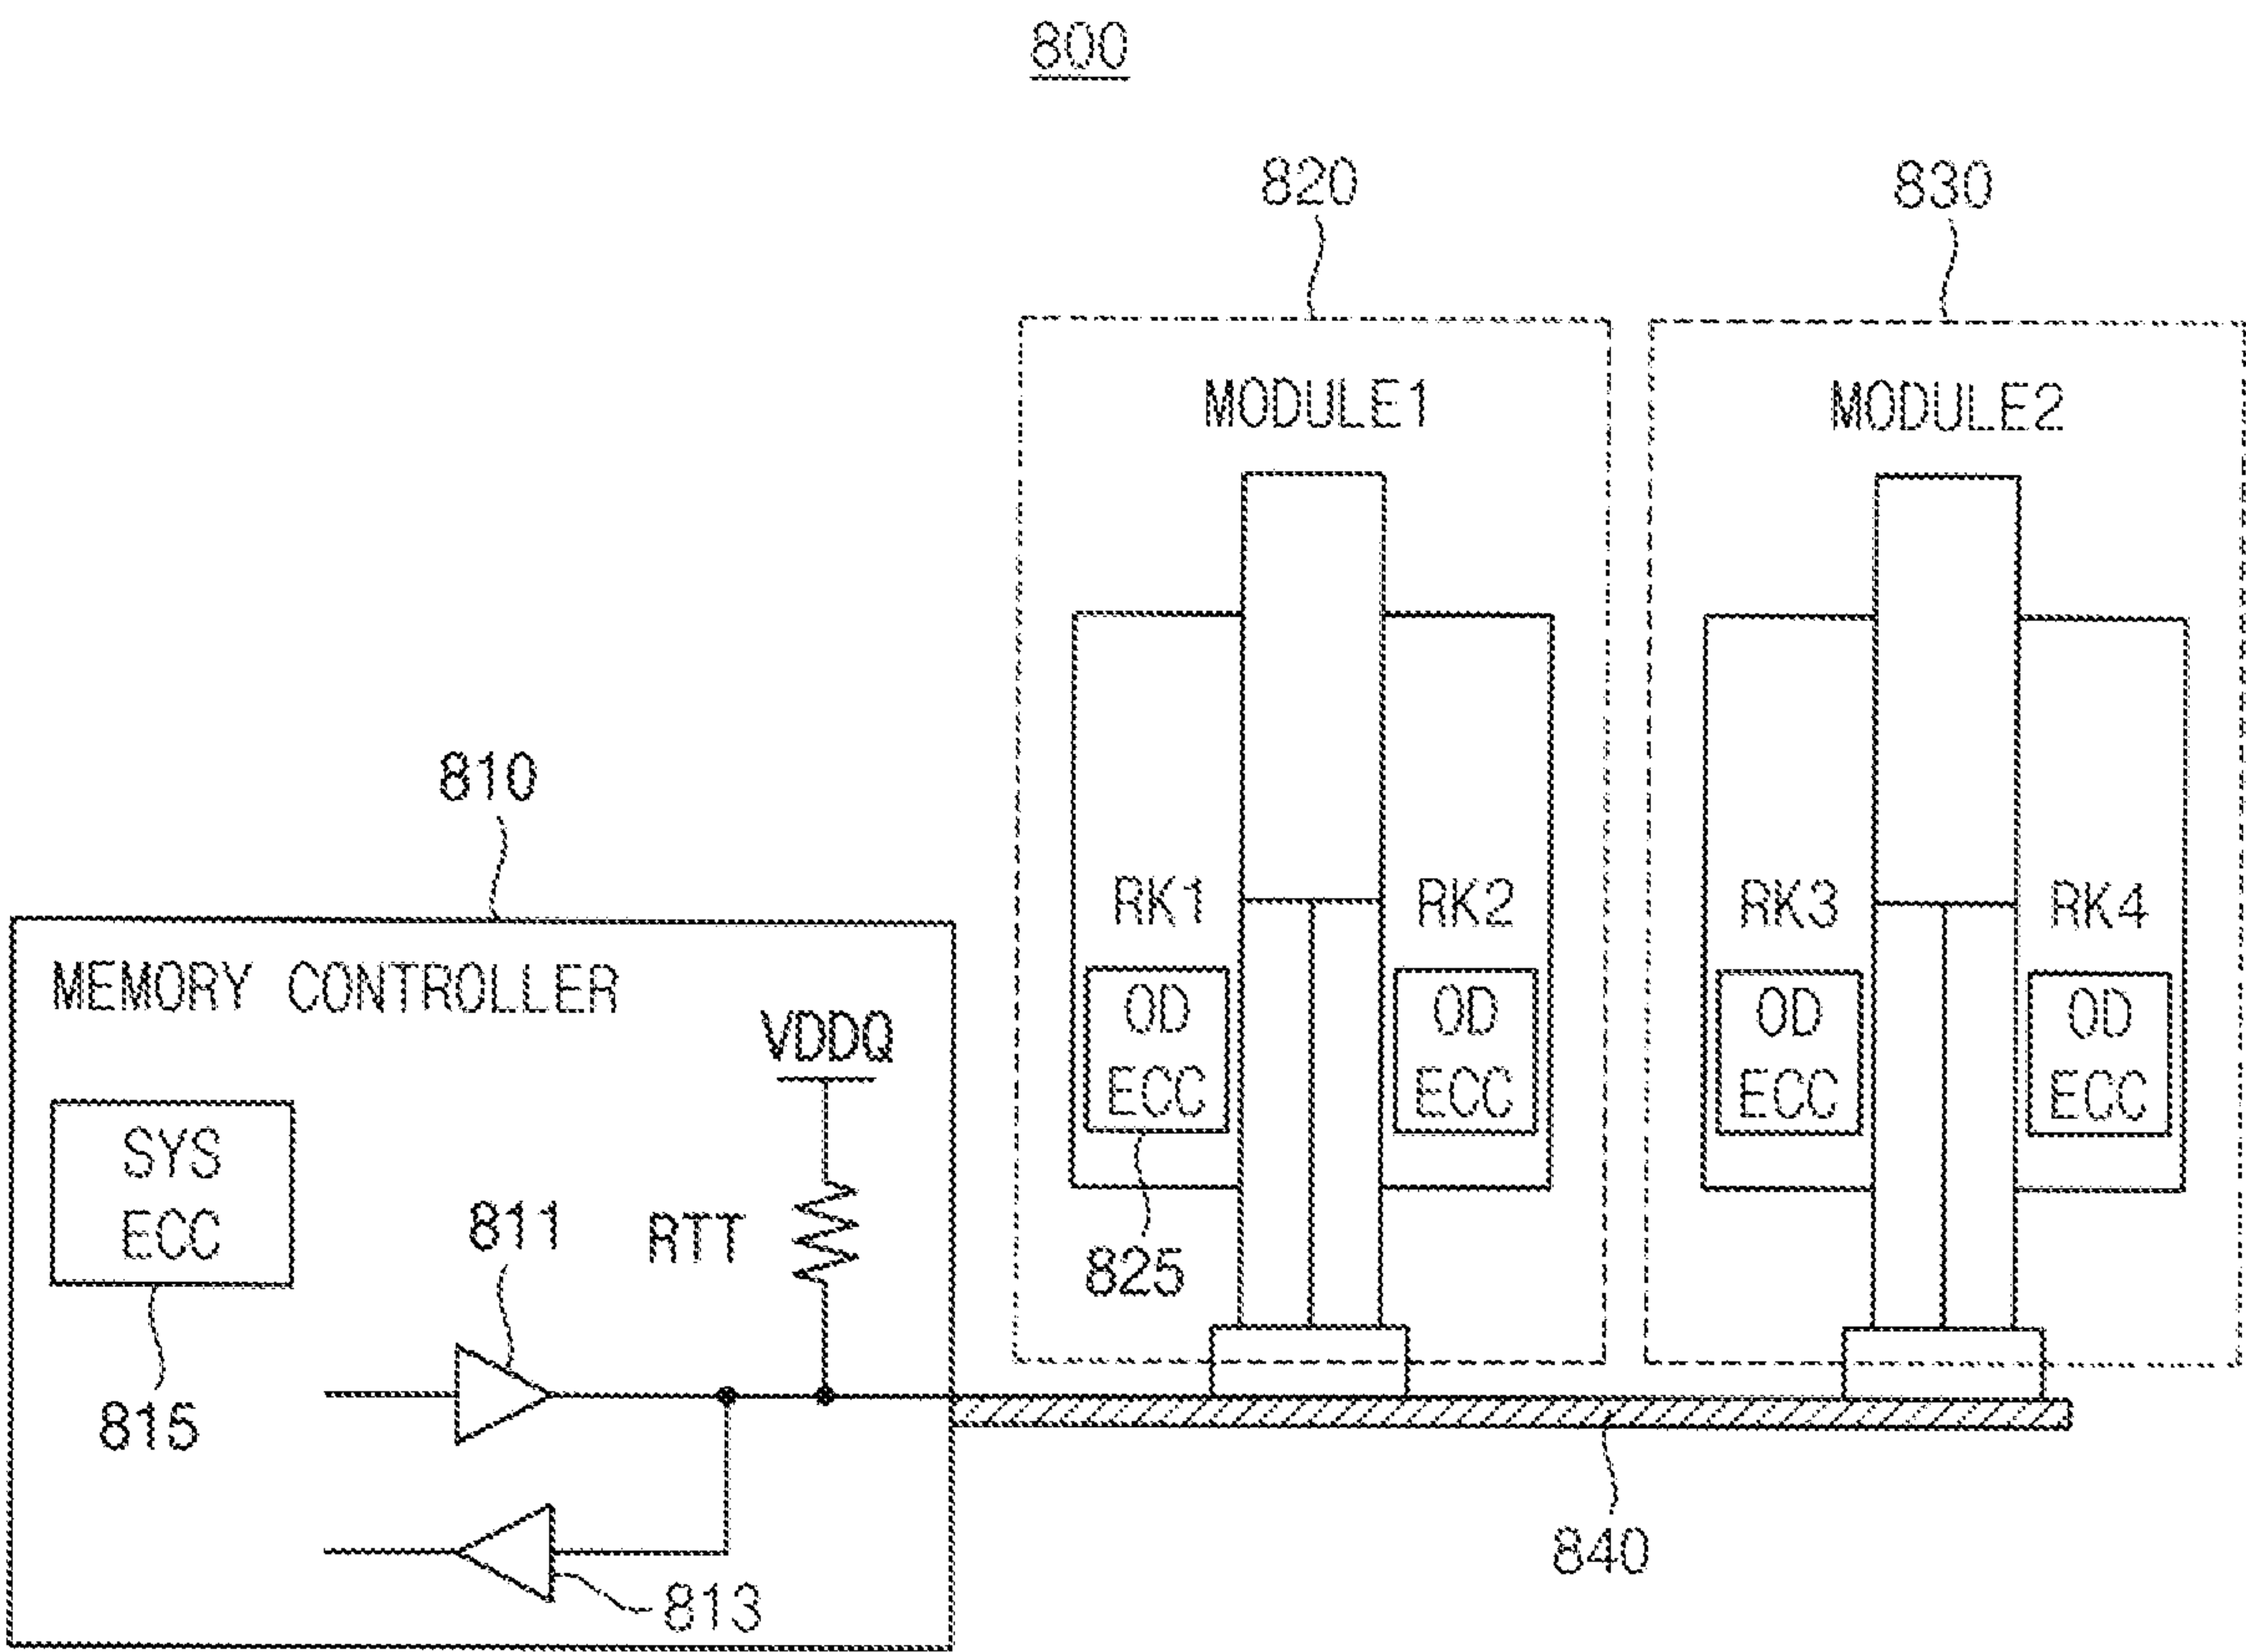 800
820
830
MODULE1
MODULE2
810
RK1
RK2
RK3
RK4
MEMORY CONTROLLER
OD
ECC
OD
ECC
OD
ECC
OD
ECC
VDDQ
SYS
ECC
811
RTT
825
815
840
813